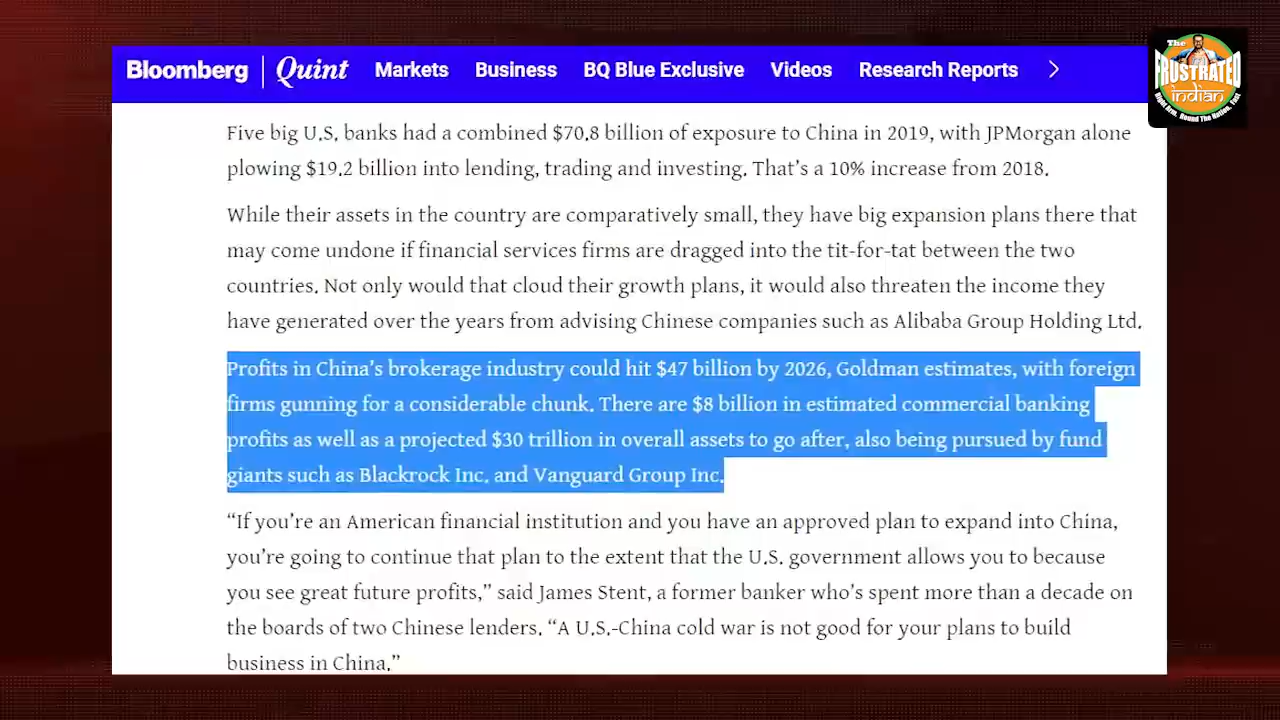 Bloomberg | Quint Markets Business BQ Blue Exclusive Videos Research Reports
The
FRUSTRATED
indian
Right Arm. Round The Nation. Fast
Five big U.S. banks had a combined $70.8 billion of exposure to China in 2019, with JPMorgan alone
plowing $19.2 billion into lending, trading and investing. That's a 10% increase from 2018.
While their assets in the country are comparatively small, they have big expansion plans there that
may come undone if financial services firms are dragged into the tit-for-tat between the two
countries. Not only would that cloud their growth plans, it would also threaten the income they
have generated over the years from advising Chinese companies such as Alibaba Group Holding Ltd.
Profits in China's brokerage industry could hit $47 billion by 2026, Goldman estimates, with foreign
firms gunning for a considerable chunk. There are $8 billion in estimated commercial banking
profits as well as a projected $30 trillion in overall assets to go after, also being pursued by fund
giants such as Blackrock Inc. and Vanguard Group Inc.
“If you're an American financial institution and you have an approved plan to expand into China,
you're going to continue that plan to the extent that the U.S. government allows you to because
you see great future profits,” said James Stent, a former banker who's spent more than a decade on
the boards of two Chinese lenders. “A U.S.-China cold war is not good for your plans to build
business in China.”